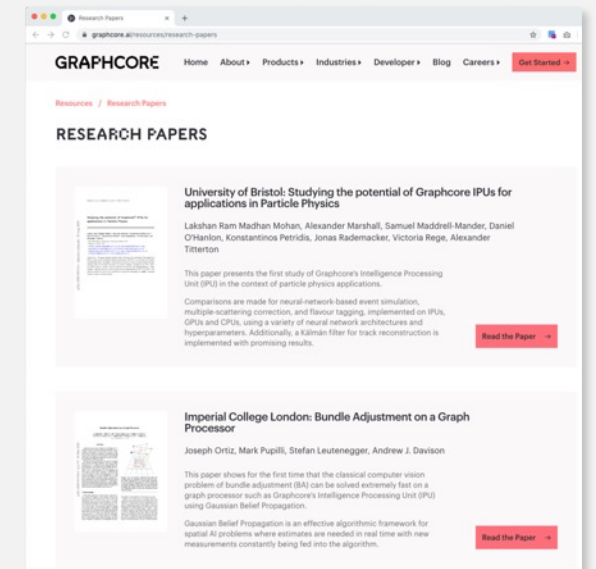 Research Papers
graphcore.ai/resources/research-papers
GRAPHCORE
Home About Products Industries Developer Blog Careers Get Started →
Resources / Research Papers
RESEARCH PAPERS
University of Bristol: Studying the potential of Graphcore IPUs for
applications in Particle Physics
Lakshan Ram Madhan Mohan, Alexander Marshall, Samuel Maddrell-Mander, Daniel
O'Hanlon, Konstantinos Petridis, Jonas Rademacker, Victoria Rege, Alexander
Titterton
This paper presents the first study of Graphcore's Intelligence Processing
Unit (IPU) in the context of particle physics applications.
Comparisons are made for neural-network-based event simulation,
multiple-scattering correction, and flavour tagging, implemented on IPUs,
GPUs and CPUs, using a variety of neural network architectures and
hyperparameters. Additionally, a Kálmán filter for track reconstruction is
implemented with promising results.
Read the Paper →
Imperial College London: Bundle Adjustment on a Graph
Processor
Joseph Ortiz, Mark Pupilli, Stefan Leutenegger, Andrew J. Davison
This paper shows for the first time that the classical computer vision
problem of bundle adjustment (BA) can be solved extremely fast on a
graph processor such as Graphcore's Intelligence Processing Unit (IPU)
using Gaussian Belief Propagation.
Gaussian Belief Propagation is an effective algorithmic framework for
spatial AI problems where estimates are needed in real time with new
measurements constantly being fed into the algorithm.
Read the Paper →